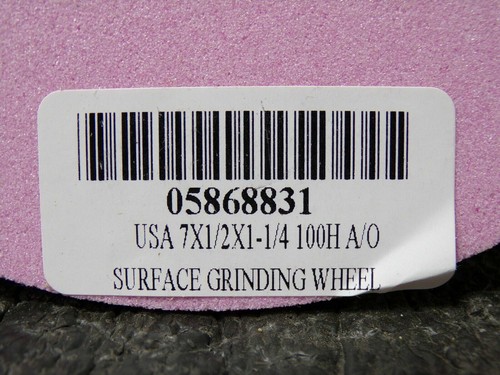 05868831
USA 7X1/2X1-1/4 100H A/O
SURFACE GRINDING WHEEL